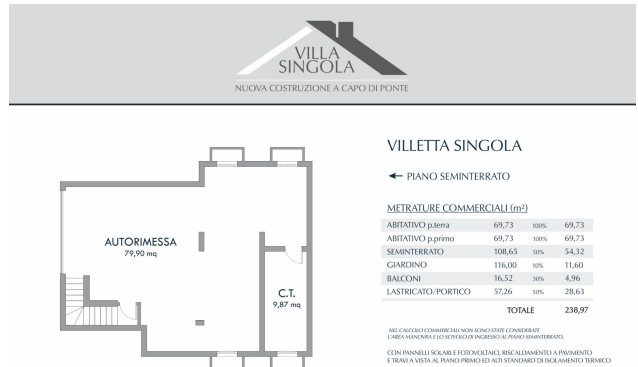 VILLA
SINGOLA
NUOVA COSTRUZIONE A CAPO DI PONTE
VILLETTA SINGOLA
← PIANO SEMINTERRATO
METRATURE COMMERCIALI (m²)
ABITATIVO p.terra 69,73 100% 69,73
ABITATIVO p.primo 69,73 100% 69,73
SEMINTERRATO 108,65 50% 54,32
GIARDINO 116,00 10% 11,60
BALCONI 16,52 30% 4,96
LASTRICATO/PORTICO 57,26 50% 28,63
TOTALE 238,97
NEL CALCOLO COMMERCIALI NON SONO STATE CONSIDERATE
L'AREA MANOVRA E LO SCIVOLO DI INGRESSO AL PIANO SEMINTERRATO.
CON PANNELLI SOLARI E FOTOVOLTAICI, RISCALDAMENTO A PAVIMENTO
E TRAVI A VISTA AL PIANO PRIMO ED ALTI STANDARD DI ISOLAMENTO TERMICO
AUTORIMESSA
79,90 mq
C.T.
9,87 mq